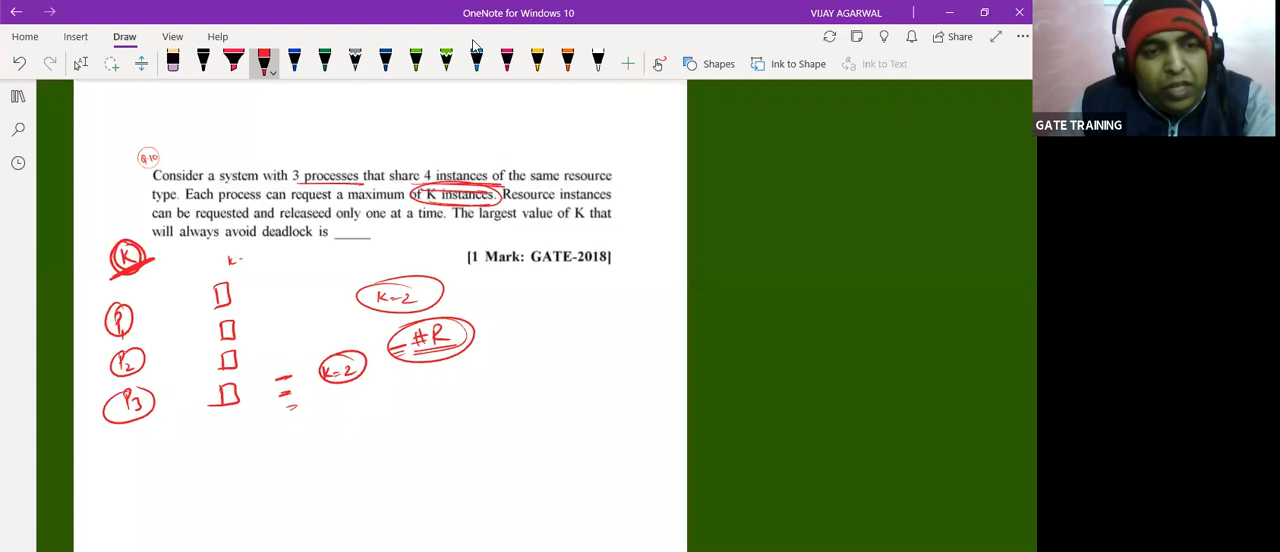 OneNote for Windows 10
VIJAY AGARWAL
Home Insert Draw View Help
Shapes Ink to Shape Ink to Text Share
GATE TRAINING
Q.10
Consider a system with 3 processes that share 4 instances of the same resource
type. Each process can request a maximum of K instances. Resource instances
can be requested and releaseed only one at a time. The largest value of K that
will always avoid deadlock is _____
[1 Mark: GATE-2018]
K K-
P1 K=2
P2 #R
P3 K=2